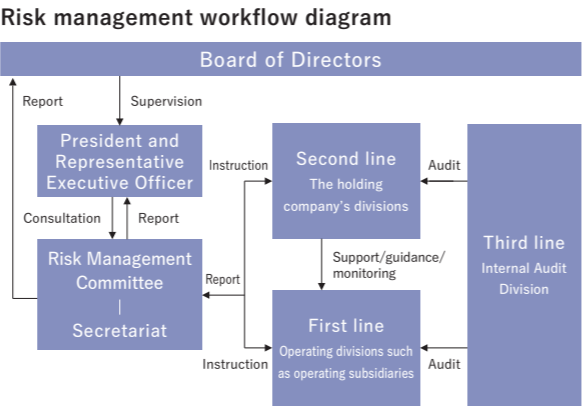 Risk management workflow diagram
Board of Directors
Report
Supervision
President and
Representative
Executive Officer
Consultation
Report
Risk Management
Committee
Secretariat
Instruction
Report
Instruction
Second line
The holding
company's divisions
Support/guidance/
monitoring
First line
Operating divisions such
as operating subsidiaries
Audit
Audit
Third line
Internal Audit
Division